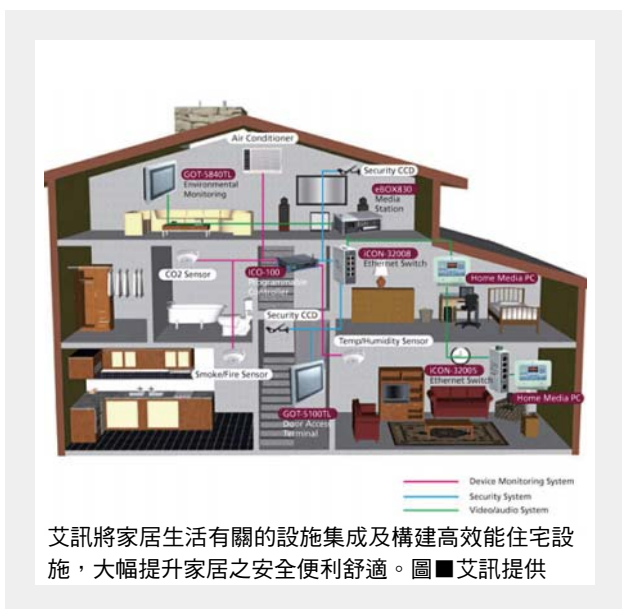 Air Conditioner
Security CCD
GOT-5840TL
Environmental
Monitoring
eBOX830
Media
Station
CO2 Sensor
ICO-100
Programmable
Controller
iCON-32008
Ethernet Switch
Home Media PC
Security CCD
Temp/Humidity Sensor
Smoke/Fire Sensor
iCON-32005
Ethernet Switch
Home Media PC
GOT-5100TL
Door Access
Terminal
Device Monitoring System
Security System
Video/audio System
艾訊將家居生活有關的設施集成及構建高效能住宅設
施，大幅提升家居之安全便利舒適。圖■艾訊提供